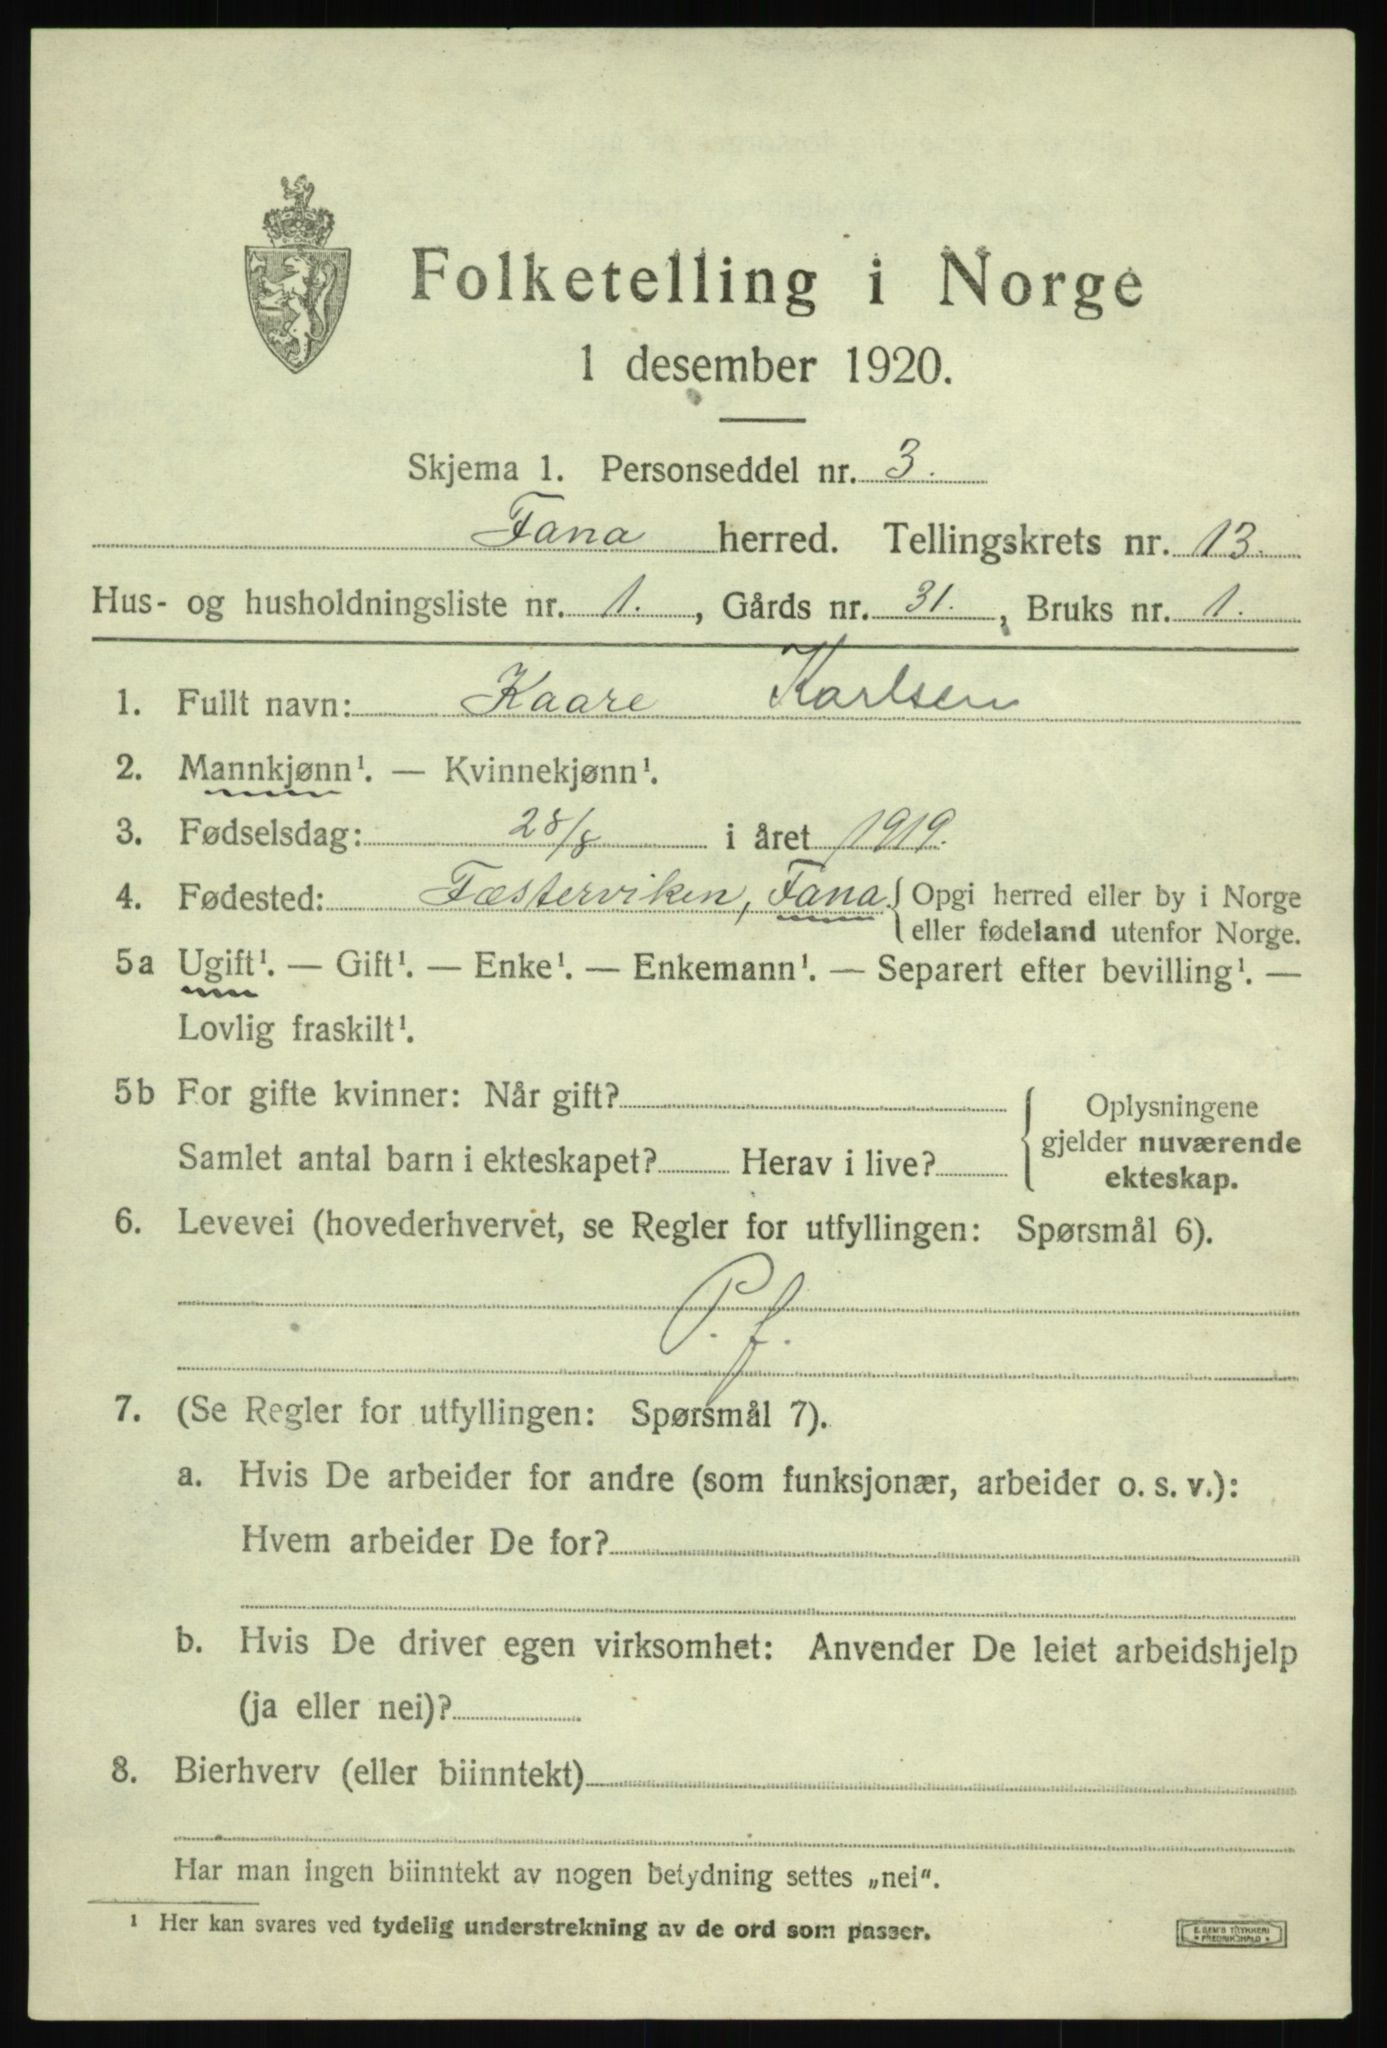 Folketelling i Norge
1 desember 1920.
Skjema 1. Personseddel nr. 3.
Fana herred. Tellingskrets nr. 13.
Hus- og husholdningsliste nr. 1., Gårds nr. 31., Bruks nr. 1.
1. Fullt navn: Kaare Karlsen
2. Mannkjønn¹. — Kvinnekjønn¹.
3. Fødselsdag: 28/8 i året 1919.
4. Fødested: Fæsterviken, Fana. { Opgi herred eller by i Norge
eller fødeland utenfor Norge.
5a Ugift¹. — Gift¹. — Enke¹. — Enkemann¹. — Separert efter bevilling¹. —
Lovlig fraskilt¹.
5b For gifte kvinner: Når gift?
Samlet antal barn i ekteskapet? Herav i live?
{ Oplysningene
gjelder nuværende
ekteskap.
6. Levevei (hovederhvervet, se Regler for utfyllingen: Spørsmål 6).
P. f.
7. (Se Regler for utfyllingen: Spørsmål 7).
a. Hvis De arbeider for andre (som funksjonær, arbeider o. s. v.):
Hvem arbeider De for?
b. Hvis De driver egen virksomhet: Anvender De leiet arbeidshjelp
(ja eller nei)?
8. Bierhverv (eller biinntekt)
Har man ingen biinntekt av nogen betydning settes „nei“.
¹ Her kan svares ved tydelig understrekning av de ord som passer.
FREDRIKSHALD